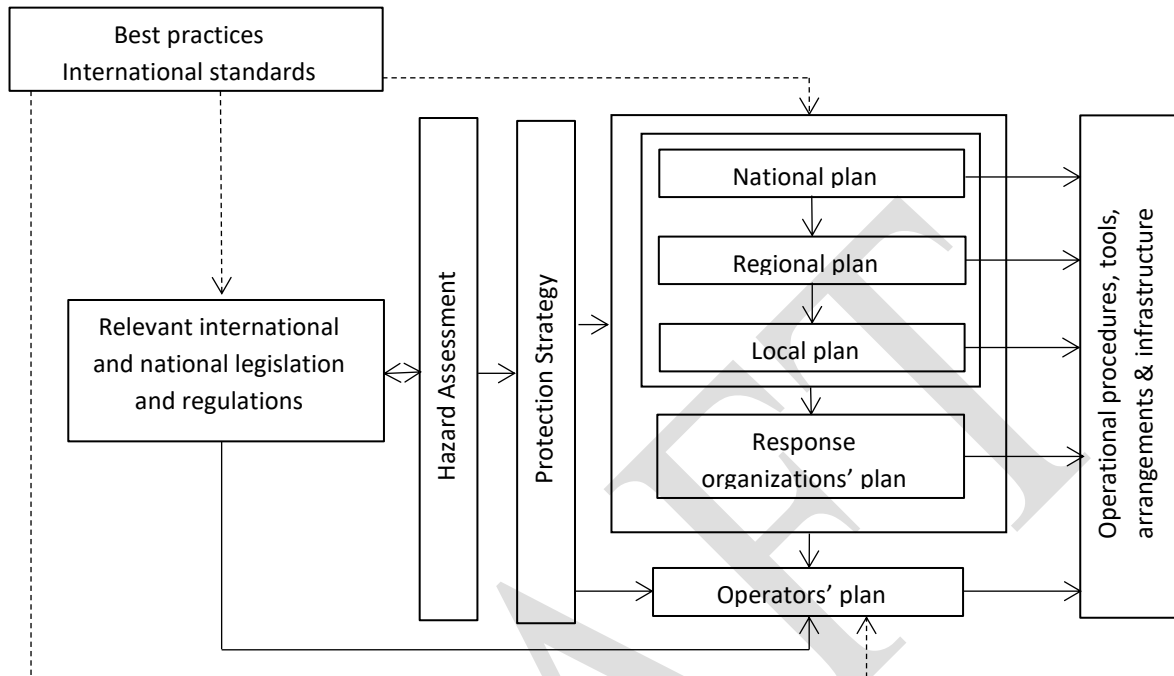 Best practices
International standards
National plan
Regional plan
Local plan
Relevant international
and national legislation
and regulations
Hazard Assessment
Protection Strategy
Response
organizations’ plan
Operators’ plan
Operational procedures, tools,
arrangements & infrastructure